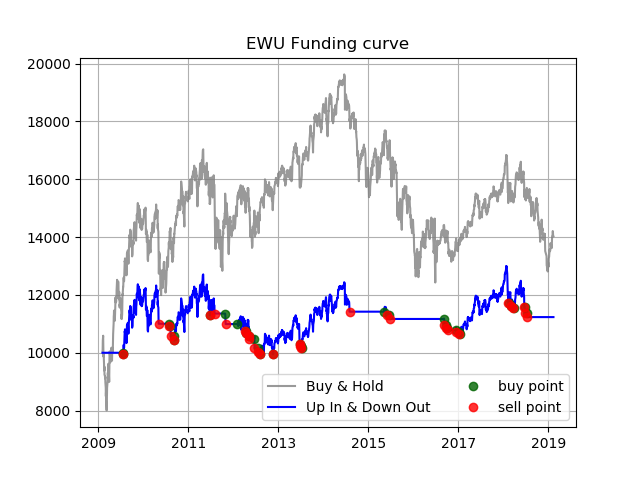 EWU Funding curve
20000
18000
16000
14000
12000
10000
8000
2009
2011
2013
2015
2017
2019
Buy & Hold
Up In & Down Out
buy point
sell point